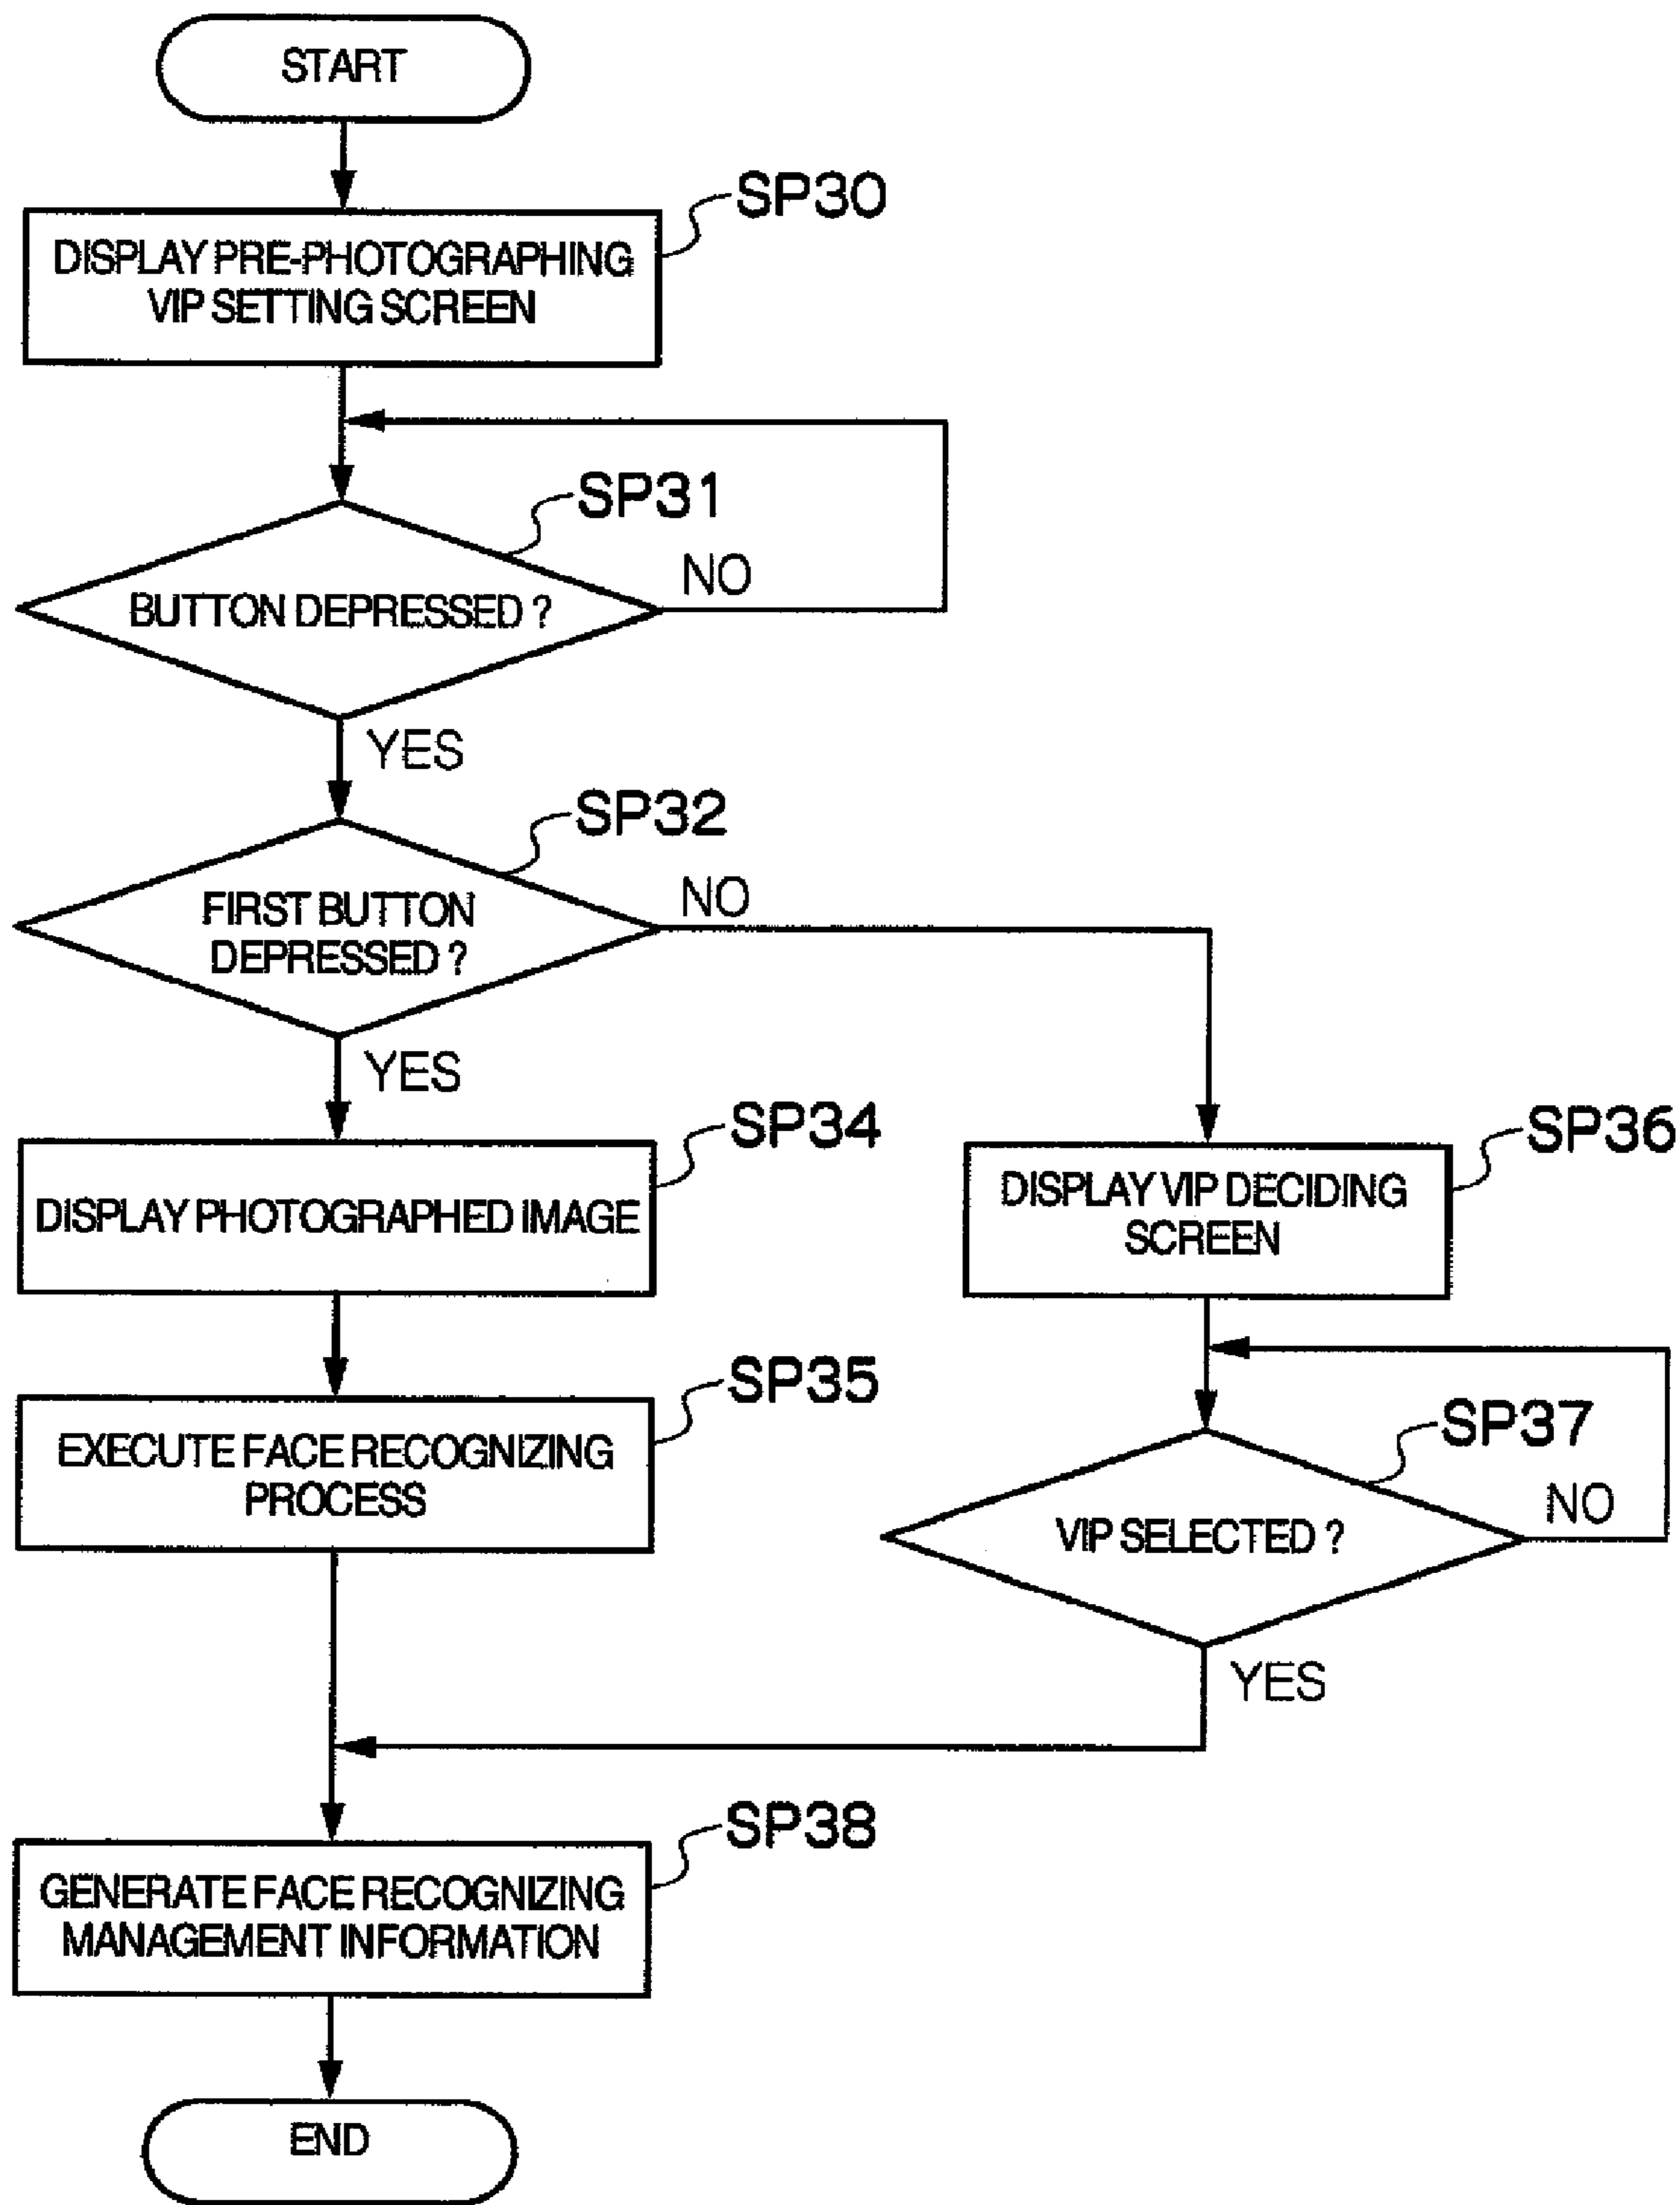 START
SP30
DISPLAY PRE-PHOTOGRAPHING
VIP SETTING SCREEN
SP31
BUTTON DEPRESSED ?
NO
YES
SP32
FIRST BUTTON
DEPRESSED ?
NO
YES
SP34
DISPLAY PHOTOGRAPHED IMAGE
SP35
EXECUTE FACE RECOGNIZING
PROCESS
SP36
DISPLAY VIP DECIDING
SCREEN
SP37
VIP SELECTED ?
NO
YES
SP38
GENERATE FACE RECOGNIZING
MANAGEMENT INFORMATION
END